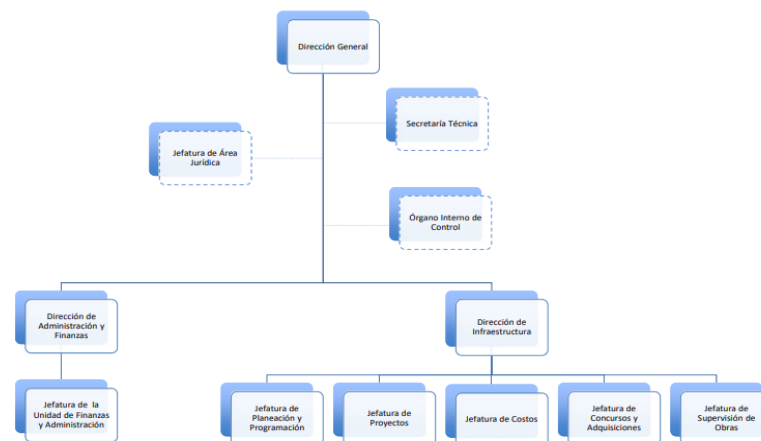 Dirección General
Secretaría Técnica
Jefatura de Área
Jurídica
Órgano Interno de
Control
Dirección de
Administración y
Finanzas
Dirección de
Infraestructura
Jefatura de  la
Unidad de Finanzas
y Administración
Jefatura de
Planeación y
Programación
Jefatura de
Proyectos
Jefatura de Costos
Jefatura de
Concursos y
Adquisiciones
Jefatura de
Supervisión de
Obras